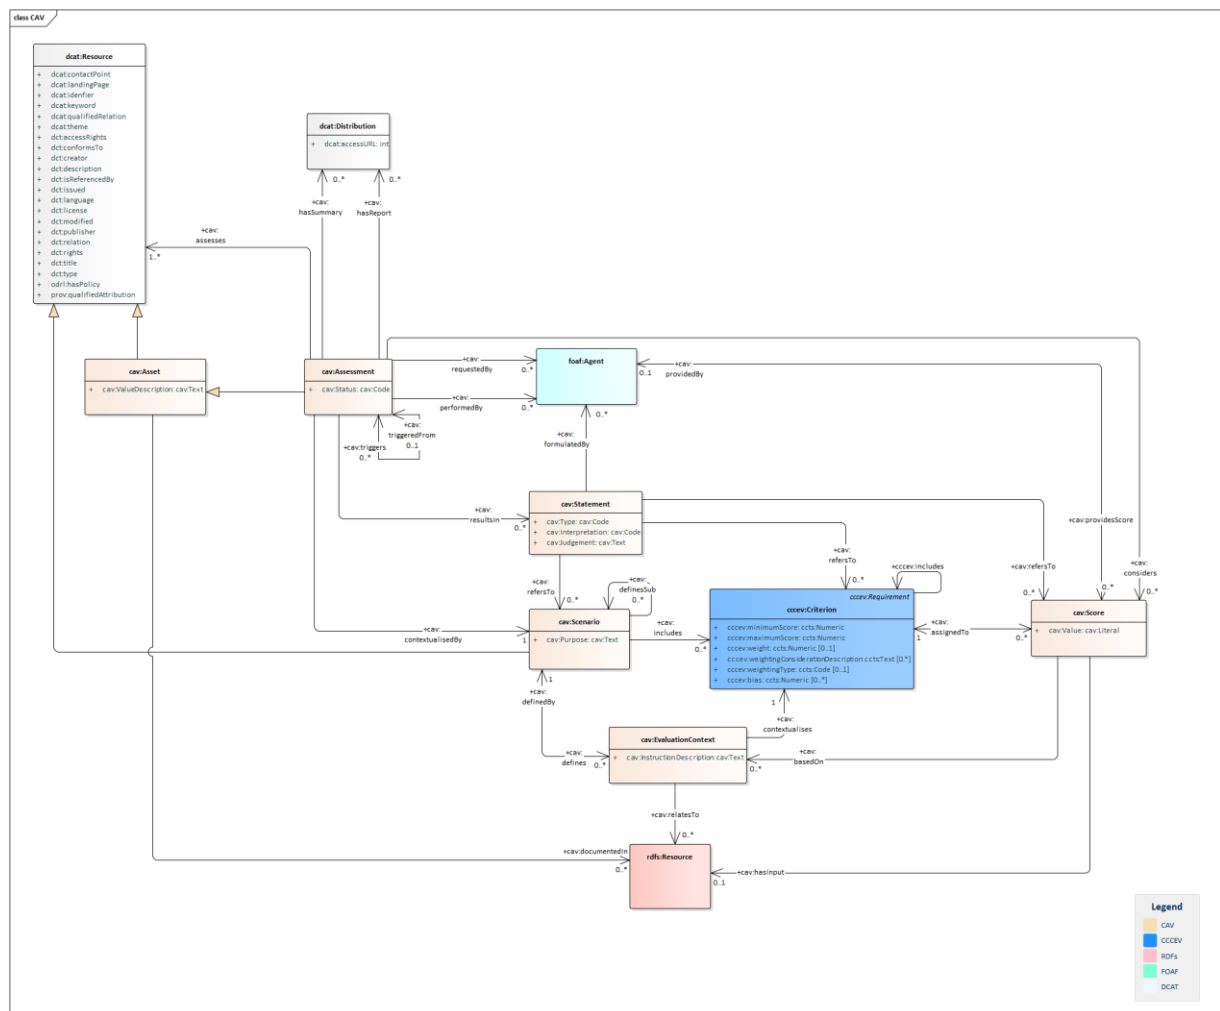 class CAV
dcat:Resource
+ dcat:contactPoint
+ dcat:landingPage
+ dcat:idenfier
+ dcat:keyword
+ dcat:qualifiedRelation
+ dcat:theme
+ dct:accessRights
+ dct:conformsTo
+ dct:creator
+ dct:description
+ dct:isReferencedBy
+ dct:issued
+ dct:language
+ dct:license
+ dct:modified
+ dct:publisher
+ dct:relation
+ dct:rights
+ dct:title
+ dct:type
+ odrl:hasPolicy
+ prov:qualifiedAttribution
dcat:Distribution
+ dcat:accessURL: int
0..*
0..*
+cav:
hasSummary
+cav:
hasReport
+cav:
assesses
1..*
cav:Asset
+ cav:ValueDescription: cav:Text
cav:Assessment
+ cav:Status: cav:Code
+cav:
requestedBy
0..*
+cav:
performedBy
0..*
foaf:Agent
0..1
+cav:
providedBy
+cav:
triggeredFrom
0..1
+cav:triggers
0..*
0..*
+cav:
formulatedBy
+cav:
resultsIn
0..*
cav:Statement
+ cav:Type: cav:Code
+ cav:Interpretation: cav:Code
+ cav:Judgement: cav:Text
+cav:providesScore
+cav:
refersTo
0..*
+cav:
refersTo
0..*
+cav:refersTo
0..*
0..*
+cav:
considers
0..*
+cccev:includes
+cav:
definesSub
0..*
cav:Scenario
+ cav:Purpose: cav:Text
+cav:
contextualisedBy
1
+cav:
includes
0..*
cccev:Requirement
cccev:Criterion
+ cccev:minimumScore: ccts:Numeric
+ cccev:maximumScore: ccts:Numeric
+ cccev:weight: ccts:Numeric [0..1]
+ cccev:weightingConsiderationDescription: ccts:Text [0..*]
+ cccev:weightingType: ccts:Code [0..1]
+ cccev:bias: ccts:Numeric [0..*]
+cav:
assignedTo
1
0..*
cav:Score
+ cav:Value: cav:Literal
1
+cav:
definedBy
+cav:
defines
0..*
1
+cav:
contextualises
cav:EvaluationContext
+ cav:InstructionDescription: cav:Text
+cav:
basedOn
0..*
+cav:relatesTo
0..*
+cav:documentedIn
0..*
rdfs:Resource
+cav:hasInput
0..1
Legend
CAV
CCCEV
RDFs
FOAF
DCAT